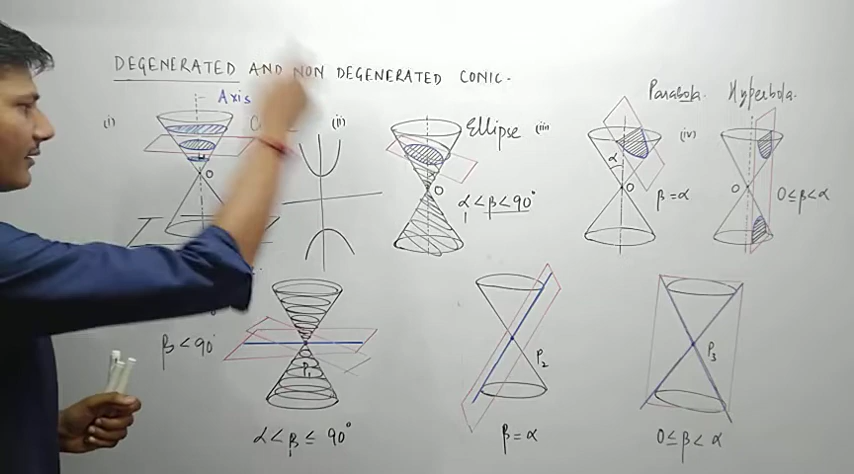 DEGENERATED AND NON DEGENERATED CONIC.
Axis
Parabola.
Hyperbola.
(i)
(ii)
Ellipse
(iii
(iv)
O
O
α
O
O
α < β < 90°
β = α
0 ≤ β < α
β < 90°
P1
P2
P3
α < β ≤ 90°
β = α
0 ≤ β < α